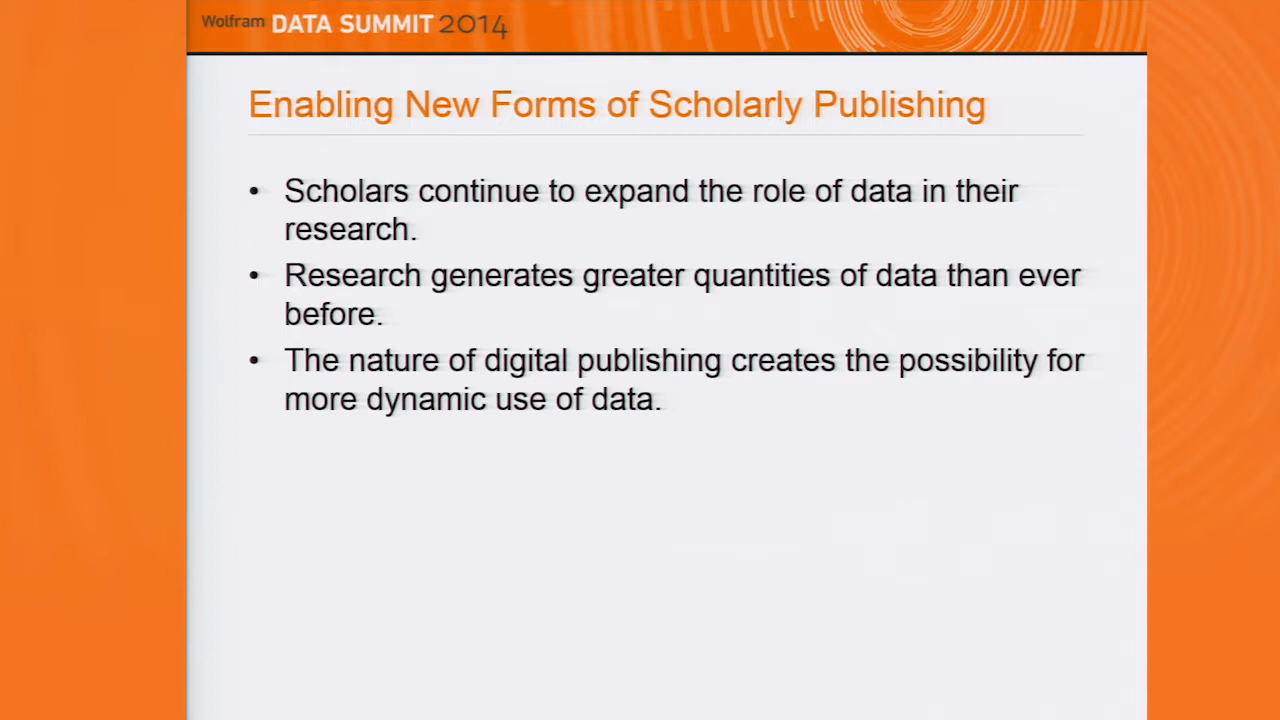 Wolfram DATA SUMMIT 2014
Enabling New Forms of Scholarly Publishing
• Scholars continue to expand the role of data in their
research.
• Research generates greater quantities of data than ever
before.
• The nature of digital publishing creates the possibility for
more dynamic use of data.